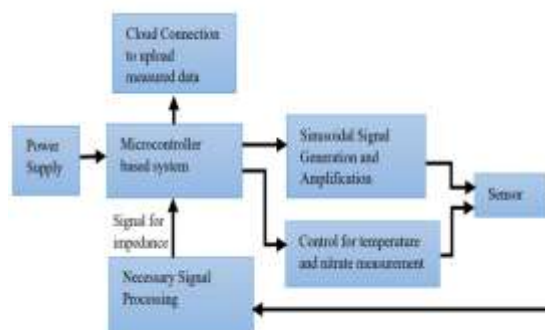 Cloud Connection
to upload
measured data
Power
Supply
Microcontroller
based system
Sinusoidal Signal
Generation and
Amplification
Sensor
Signal for
impedance
Control for temperature
and nitrate measurement
Necessary Signal
Processing